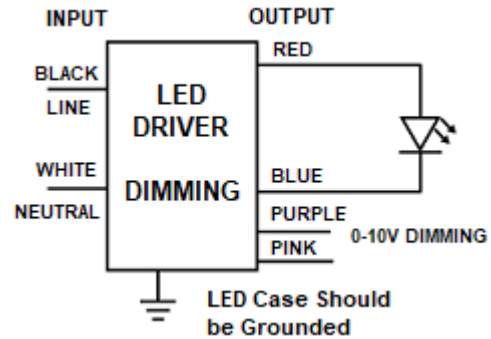 INPUT
OUTPUT
BLACK
LINE
WHITE
NEUTRAL
LED
DRIVER
DIMMING
RED
BLUE
PURPLE
PINK
0-10V DIMMING
LED Case Should
be Grounded